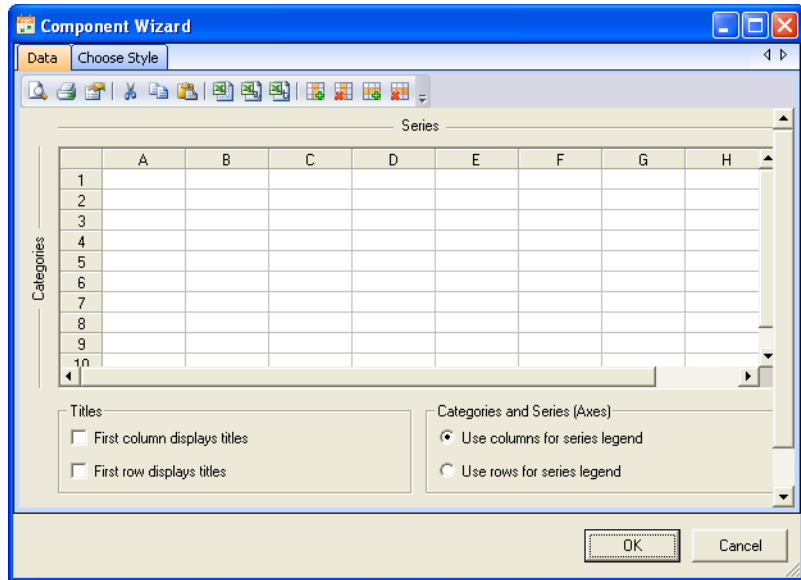 Component Wizard
Data Choose Style
Series
Categories
A B C D E F G H
1
2
3
4
5
6
7
8
9
10
Titles
First column displays titles
First row displays titles
Categories and Series (Axes)
Use columns for series legend
Use rows for series legend
OK Cancel